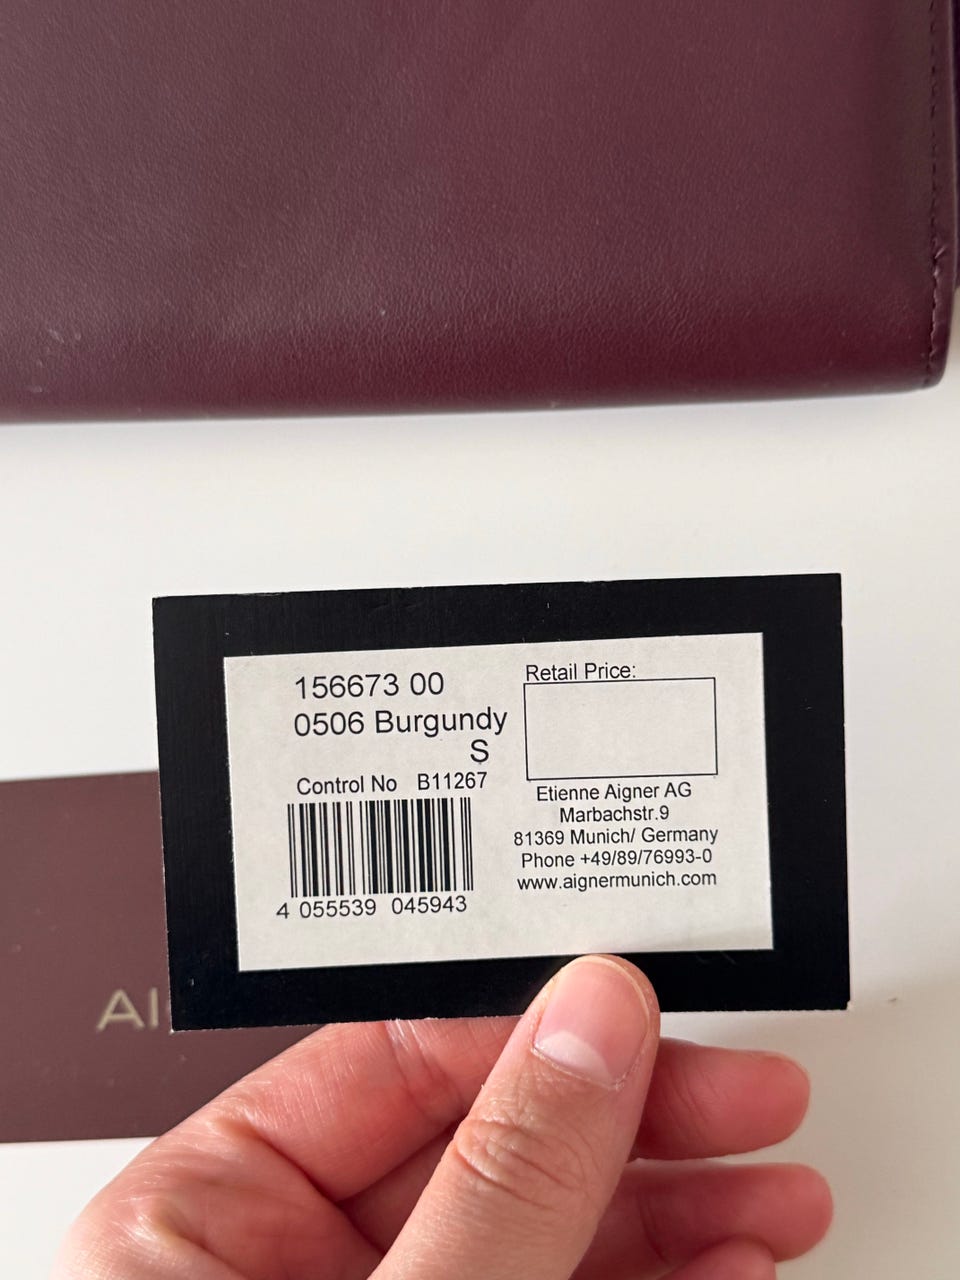 156673 00
0506 Burgundy
S
Control No B11267
4 055539 045943
Retail Price:
Etienne Aigner AG
Marbachstr.9
81369 Munich/ Germany
Phone +49/89/76993-0
www.aignermunich.com